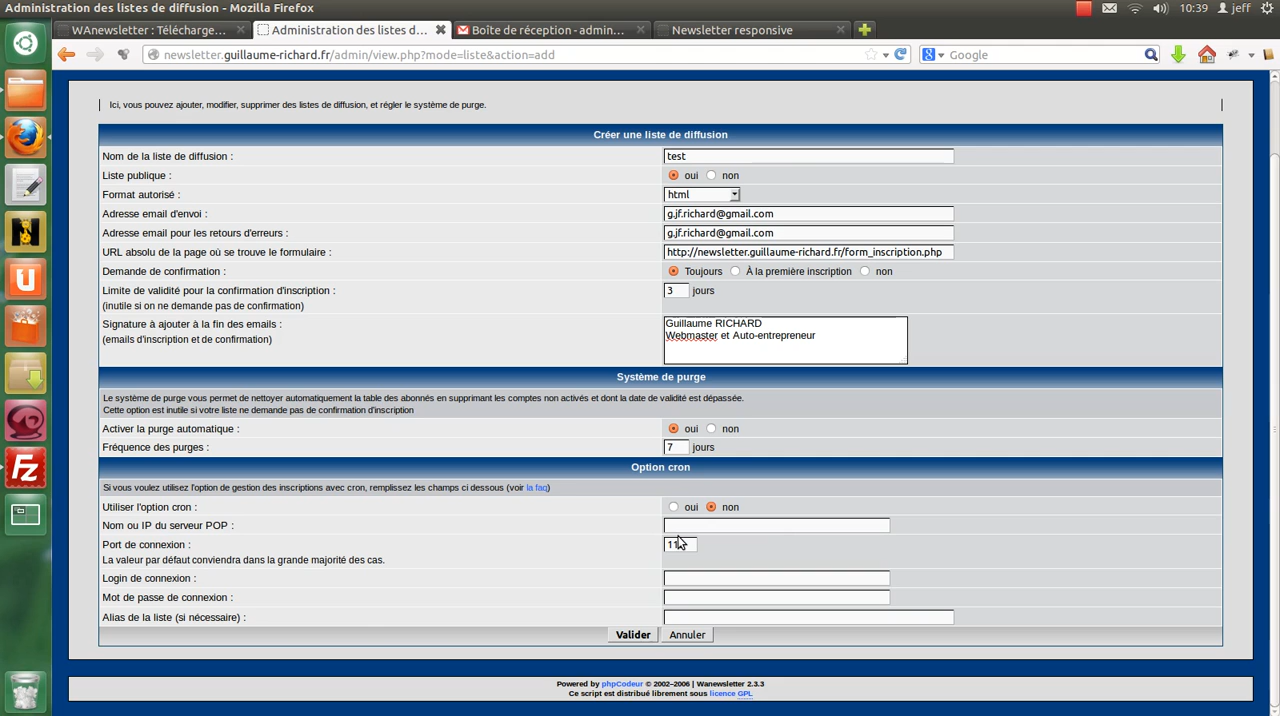 Administration des listes de diffusion - Mozilla Firefox
10:39
jeff
WAnewsletter : Télécharge...
Administration des listes d...
Boîte de réception - admin...
Newsletter responsive
newsletter.guillaume-richard.fr/admin/view.php?mode=liste&action=add
Google
Ici, vous pouvez ajouter, modifier, supprimer des listes de diffusion, et régler le système de purge.
Créer une liste de diffusion
Nom de la liste de diffusion : test
Liste publique : oui non
Format autorisé : html
Adresse email d'envoi : g.jf.richard@gmail.com
Adresse email pour les retours d'erreurs : g.jf.richard@gmail.com
URL absolu de la page où se trouve le formulaire : http://newsletter.guillaume-richard.fr/form_inscription.php
Demande de confirmation : Toujours À la première inscription non
Limite de validité pour la confirmation d'inscription : 3 jours
(inutile si on ne demande pas de confirmation)
Signature à ajouter à la fin des emails : Guillaume RICHARD
(emails d'inscription et de confirmation) Webmaster et Auto-entrepreneur
Système de purge
Le système de purge vous permet de nettoyer automatiquement la table des abonnés en supprimant les comptes non activés et dont la date de validité est dépassée.
Cette option est inutile si votre liste ne demande pas de confirmation d'inscription
Activer la purge automatique : oui non
Fréquence des purges : 7 jours
Option cron
Si vous voulez utilisez l'option de gestion des inscriptions avec cron, remplissez les champs ci dessous (voir la faq)
Utiliser l'option cron : oui non
Nom ou IP du serveur POP :
Port de connexion :
La valeur par défaut conviendra dans la grande majorité des cas.
Login de connexion :
Mot de passe de connexion :
Alias de la liste (si nécessaire) :
Valider Annuler
Powered by phpCodeur © 2002–2006 | Wanewsletter 2.3.3
Ce script est distribué librement sous licence GPL